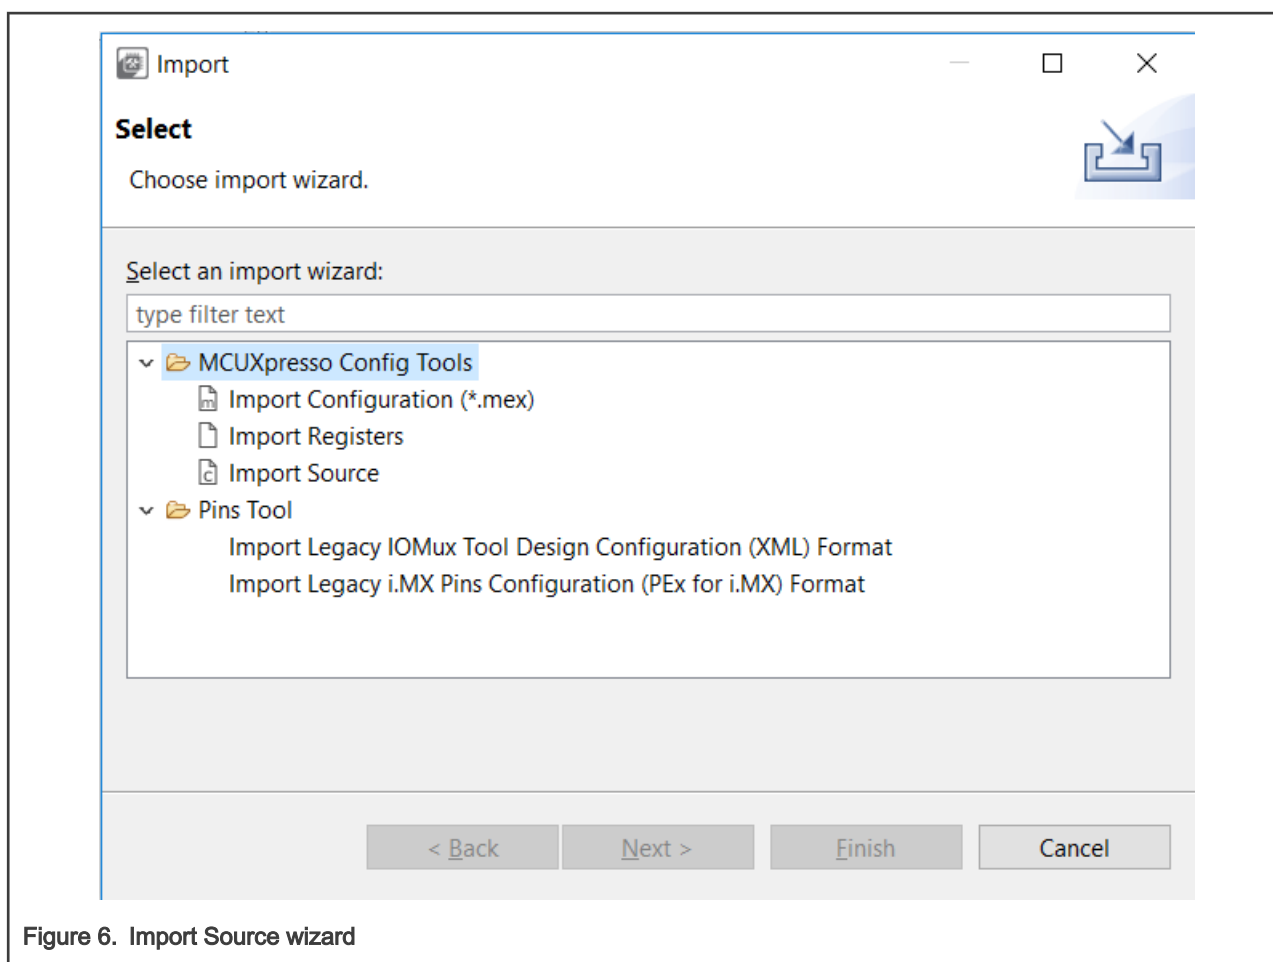 Import
Select
Choose import wizard.
Select an import wizard:
type filter text
MCUXpresso Config Tools
Import Configuration (*.mex)
Import Registers
Import Source
Pins Tool
Import Legacy IOMux Tool Design Configuration (XML) Format
Import Legacy i.MX Pins Configuration (PEx for i.MX) Format
< Back Next > Finish Cancel
Figure 6. Import Source wizard